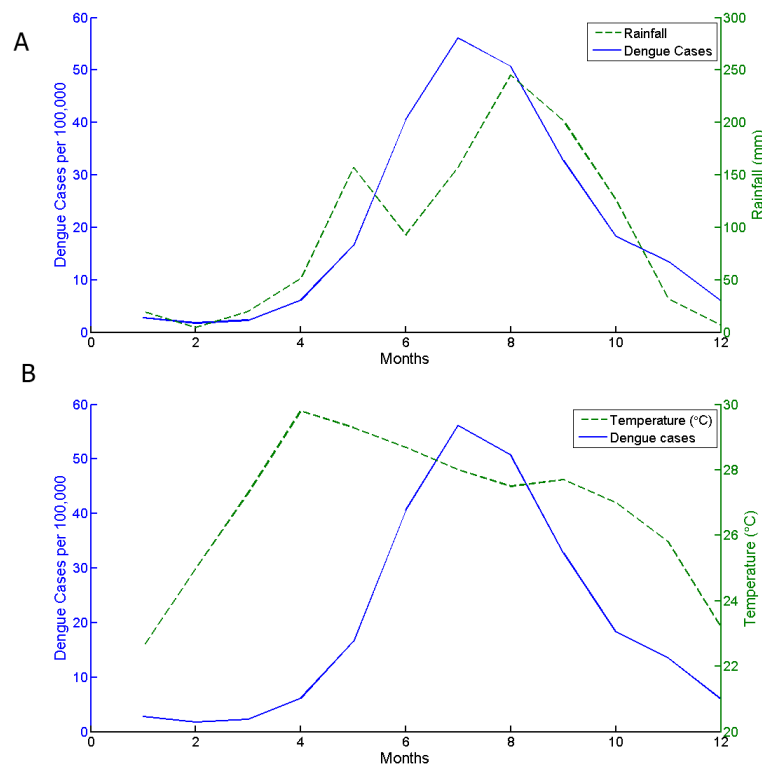 A
60
50
40
30
20
10
0
Dengue Cases per 100,000
Rainfall
Dengue Cases
300
250
200
150
100
50
0
Rainfall (mm)
0 2 4 6 8 10 12
Months
B
60
50
40
30
20
10
0
Dengue Cases per 100,000
Temperature (°C)
Dengue cases
30
28
26
24
22
20
Temperature (°C)
0 2 4 6 8 10 12
Months